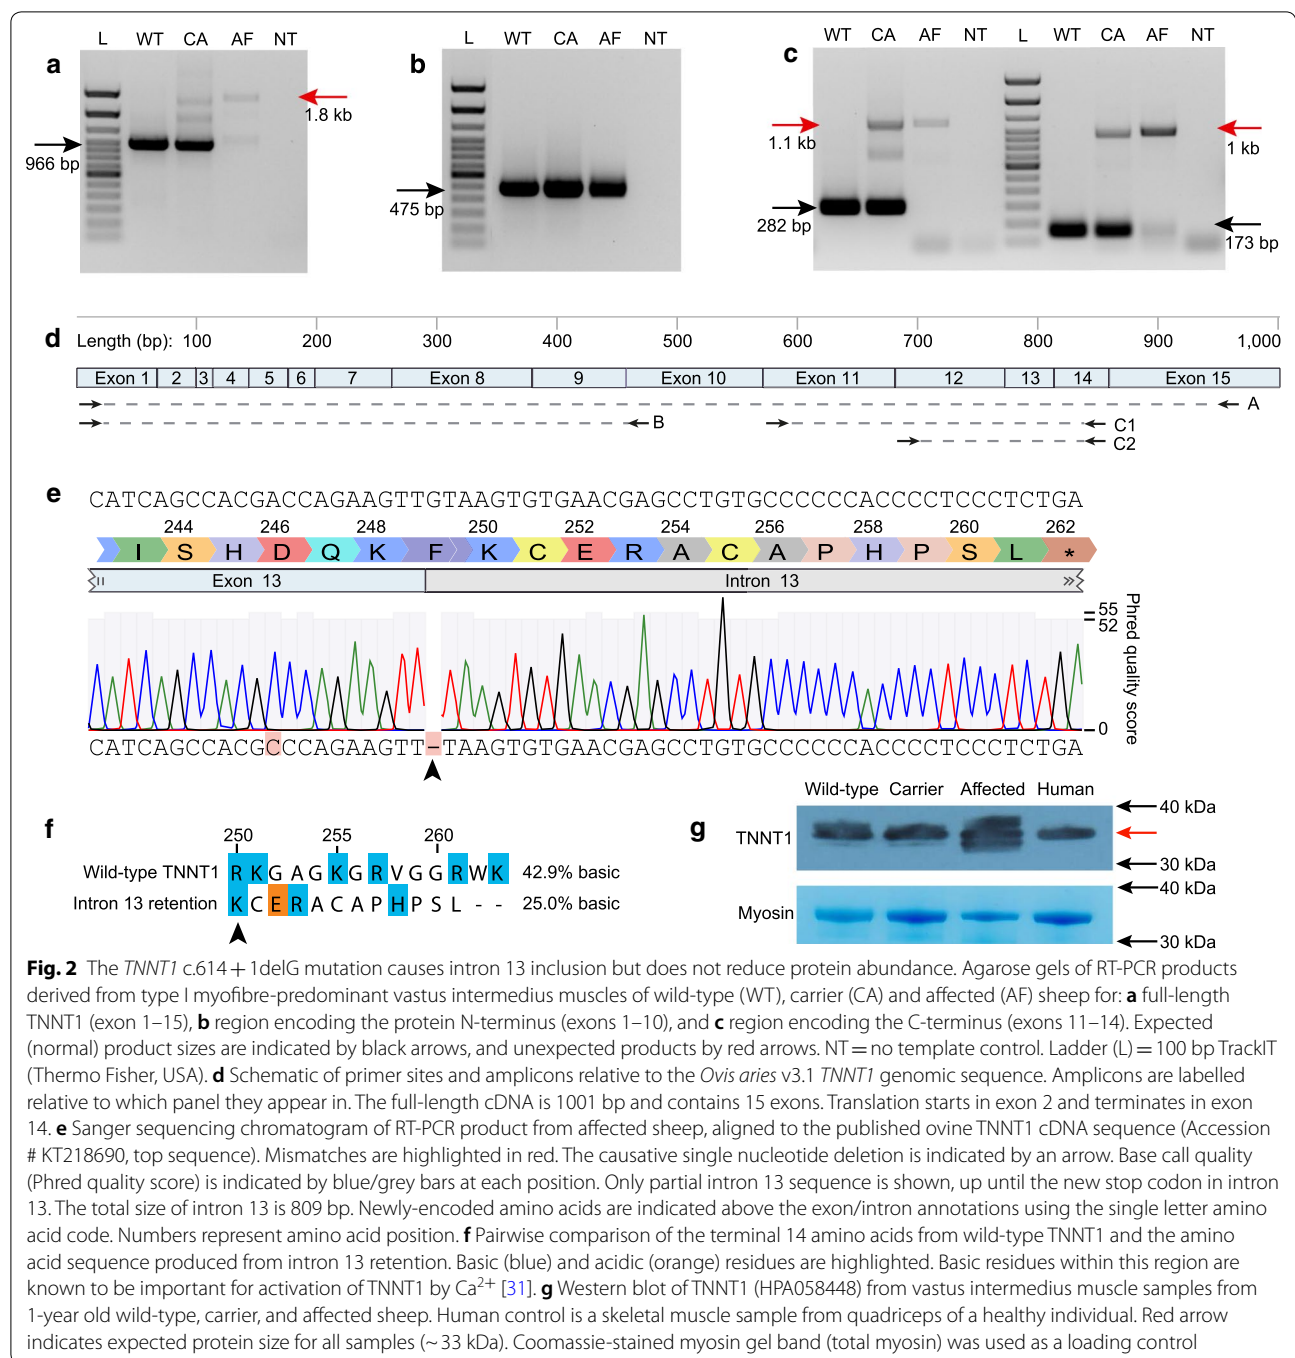 a
L WT CA AF NT
1.8 kb
966 bp
b
L WT CA AF NT
475 bp
c
WT CA AF NT L WT CA AF NT
1.1 kb
1 kb
282 bp
173 bp
d
Length (bp): 100 200 300 400 500 600 700 800 900 1,000
Exon 1 2 3 4 5 6 7 Exon 8 9 Exon 10 Exon 11 12 13 14 Exon 15
A
B
C1
C2
e
CATCAGCCACGACCAGAAGTTGTAAGTGTGAACGAGCCTGTGCCCCCCACCCCTCCCTCTGA
244 246 248 250 252 254 256 258 260 262
I S H D Q K F K C E R A C A P H P S L *
Exon 13 Intron 13
55
52
0
Phred quality score
CATCAGCCACGCCCAGAAGTT–TAAGTGTGAACGAGCCTGTGCCCCCCACCCCTCCCTCTGA
f
250 255 260
Wild-type TNNT1 RKGAGKGRVGGRWK 42.9% basic
Intron 13 retention KCERACAPHPSL-- 25.0% basic
g
Wild-type Carrier Affected Human
TNNT1
40 kDa
30 kDa
Myosin
40 kDa
30 kDa
Fig. 2 The TNNT1 c.614 + 1delG mutation causes intron 13 inclusion but does not reduce protein abundance. Agarose gels of RT-PCR products
derived from type I myofibre-predominant vastus intermedius muscles of wild-type (WT), carrier (CA) and affected (AF) sheep for: a full-length
TNNT1 (exon 1–15), b region encoding the protein N-terminus (exons 1–10), and c region encoding the C-terminus (exons 11–14). Expected
(normal) product sizes are indicated by black arrows, and unexpected products by red arrows. NT = no template control. Ladder (L) = 100 bp TrackIT
(Thermo Fisher, USA). d Schematic of primer sites and amplicons relative to the Ovis aries v3.1 TNNT1 genomic sequence. Amplicons are labelled
relative to which panel they appear in. The full-length cDNA is 1001 bp and contains 15 exons. Translation starts in exon 2 and terminates in exon
14. e Sanger sequencing chromatogram of RT-PCR product from affected sheep, aligned to the published ovine TNNT1 cDNA sequence (Accession
# KT218690, top sequence). Mismatches are highlighted in red. The causative single nucleotide deletion is indicated by an arrow. Base call quality
(Phred quality score) is indicated by blue/grey bars at each position. Only partial intron 13 sequence is shown, up until the new stop codon in intron
13. The total size of intron 13 is 809 bp. Newly-encoded amino acids are indicated above the exon/intron annotations using the single letter amino
acid code. Numbers represent amino acid position. f Pairwise comparison of the terminal 14 amino acids from wild-type TNNT1 and the amino
acid sequence produced from intron 13 retention. Basic (blue) and acidic (orange) residues are highlighted. Basic residues within this region are
known to be important for activation of TNNT1 by Ca2+ [31]. g Western blot of TNNT1 (HPA058448) from vastus intermedius muscle samples from
1-year old wild-type, carrier, and affected sheep. Human control is a skeletal muscle sample from quadriceps of a healthy individual. Red arrow
indicates expected protein size for all samples (~ 33 kDa). Coomassie-stained myosin gel band (total myosin) was used as a loading control